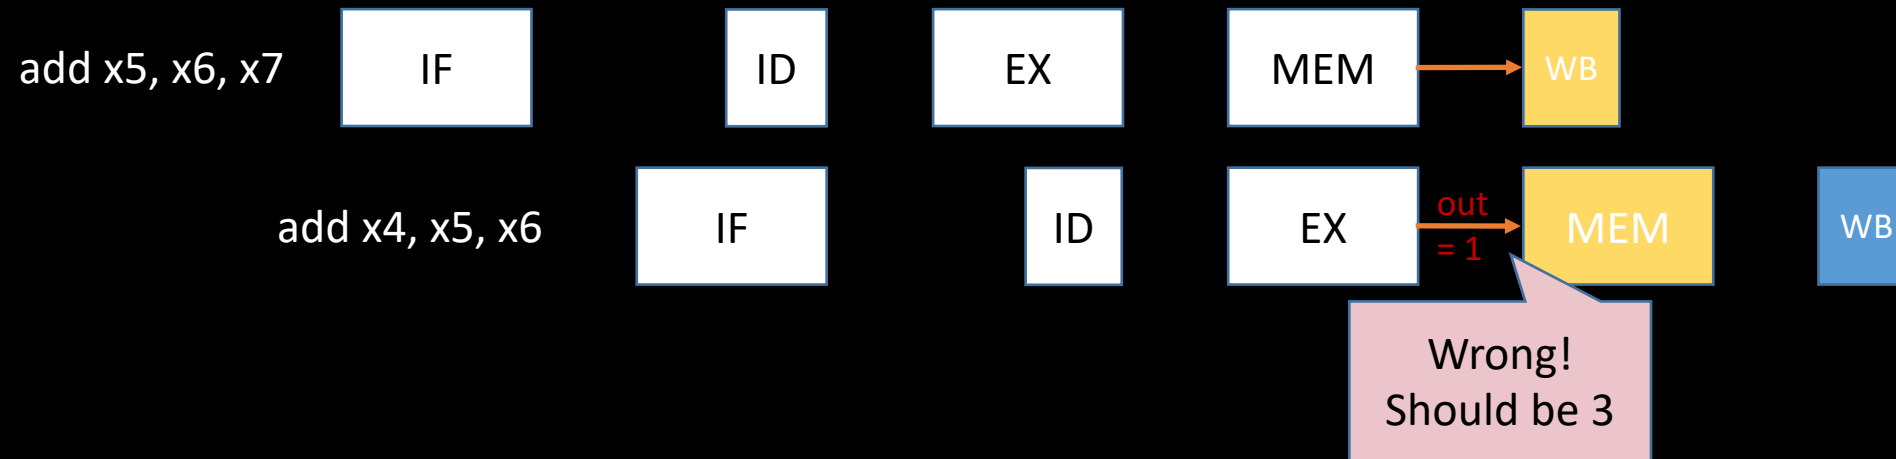 add x5, x6, x7 IF ID EX MEM WB
add x4, x5, x6 IF ID EX out = 1 MEM WB
Wrong!
Should be 3